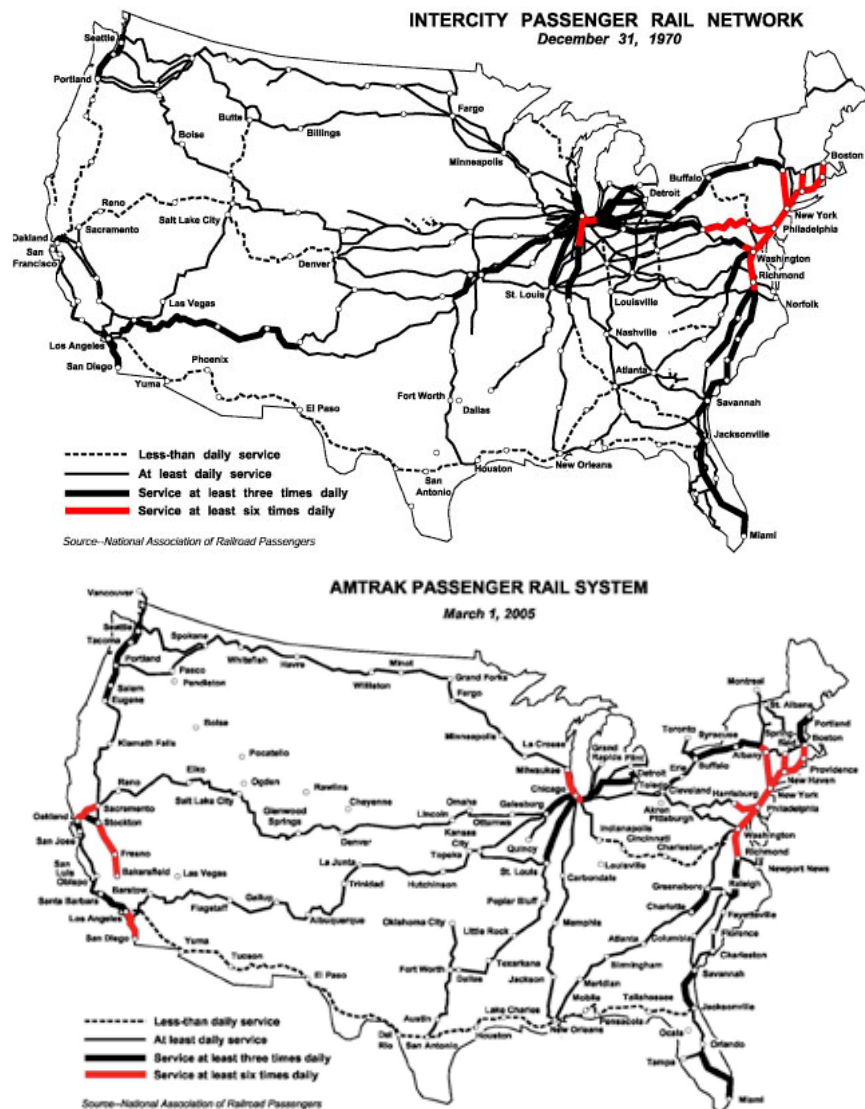 INTERCITY PASSENGER RAIL NETWORK
December 31, 1970
Seattle
Portland
Butte
Billings
Fargo
Boise
Minneapolis
Buffalo
Detroit
Boston
Reno
Salt Lake City
New York
Philadelphia
Oakland
Sacramento
San
Francisco
Denver
Washington
Richmond
St. Louis
Louisville
Norfolk
Las Vegas
Nashville
Los Angeles
San Diego
Phoenix
Yuma
Atlanta
Fort Worth
Dallas
El Paso
Savannah
Jacksonville
Houston
New Orleans
San
Antonio
Miami
Less-than daily service
At least daily service
Service at least three times daily
Service at least six times daily
Source--National Association of Railroad Passengers
AMTRAK PASSENGER RAIL SYSTEM
March 1, 2005
Vancouver
Seattle
Tacoma
Spokane
Whitefish
Havre
Minot
Williston
Grand Forks
Fargo
Portland
Pasco
Pendleton
Salem
Eugene
Montreal
St. Albans
Portland
Boston
Toronto
Syracuse
Spring-
field
Albany
Providence
New Haven
New York
Philadelphia
Boise
Minneapolis
La Crosse
Grand
Rapids
Flint
Milwaukee
Detroit
Chicago
Toledo
Erie
Buffalo
Cleveland
Harrisburg
Akron
Pittsburgh
Klamath Falls
Pocatello
Reno
Elko
Ogden
Rawlins
Salt Lake City
Cheyenne
Omaha
Lincoln
Ottumwa
Galesburg
Oakland
Sacramento
Stockton
San Jose
Glenwood
Springs
Denver
Kansas
City
Quincy
Indianapolis
Cincinnati
Charleston
Washington
Richmond
Newport News
Fresno
San
Luis
Obispo
Bakersfield
Las Vegas
La Junta
Topeka
St. Louis
Louisville
Carbondale
Greensboro
Raleigh
Trinidad
Hutchinson
Santa Barbara
Barstow
Los Angeles
Flagstaff
Gallup
Albuquerque
Poplar Bluff
Charlotte
Fayetteville
San Diego
Oklahoma City
Little Rock
Memphis
Atlanta
Columbia
Florence
Charleston
Yuma
Tucson
El Paso
Fort Worth
Dallas
Texarkana
Jackson
Birmingham
Meridian
Savannah
Austin
Lake Charles
Mobile
Tallahassee
Jacksonville
Del
Rio
San Antonio
Houston
New Orleans
Pensacola
Ocala
Orlando
Tampa
Miami
Less-than daily service
At least daily service
Service at least three times daily
Service at least six times daily
Source--National Association of Railroad Passengers